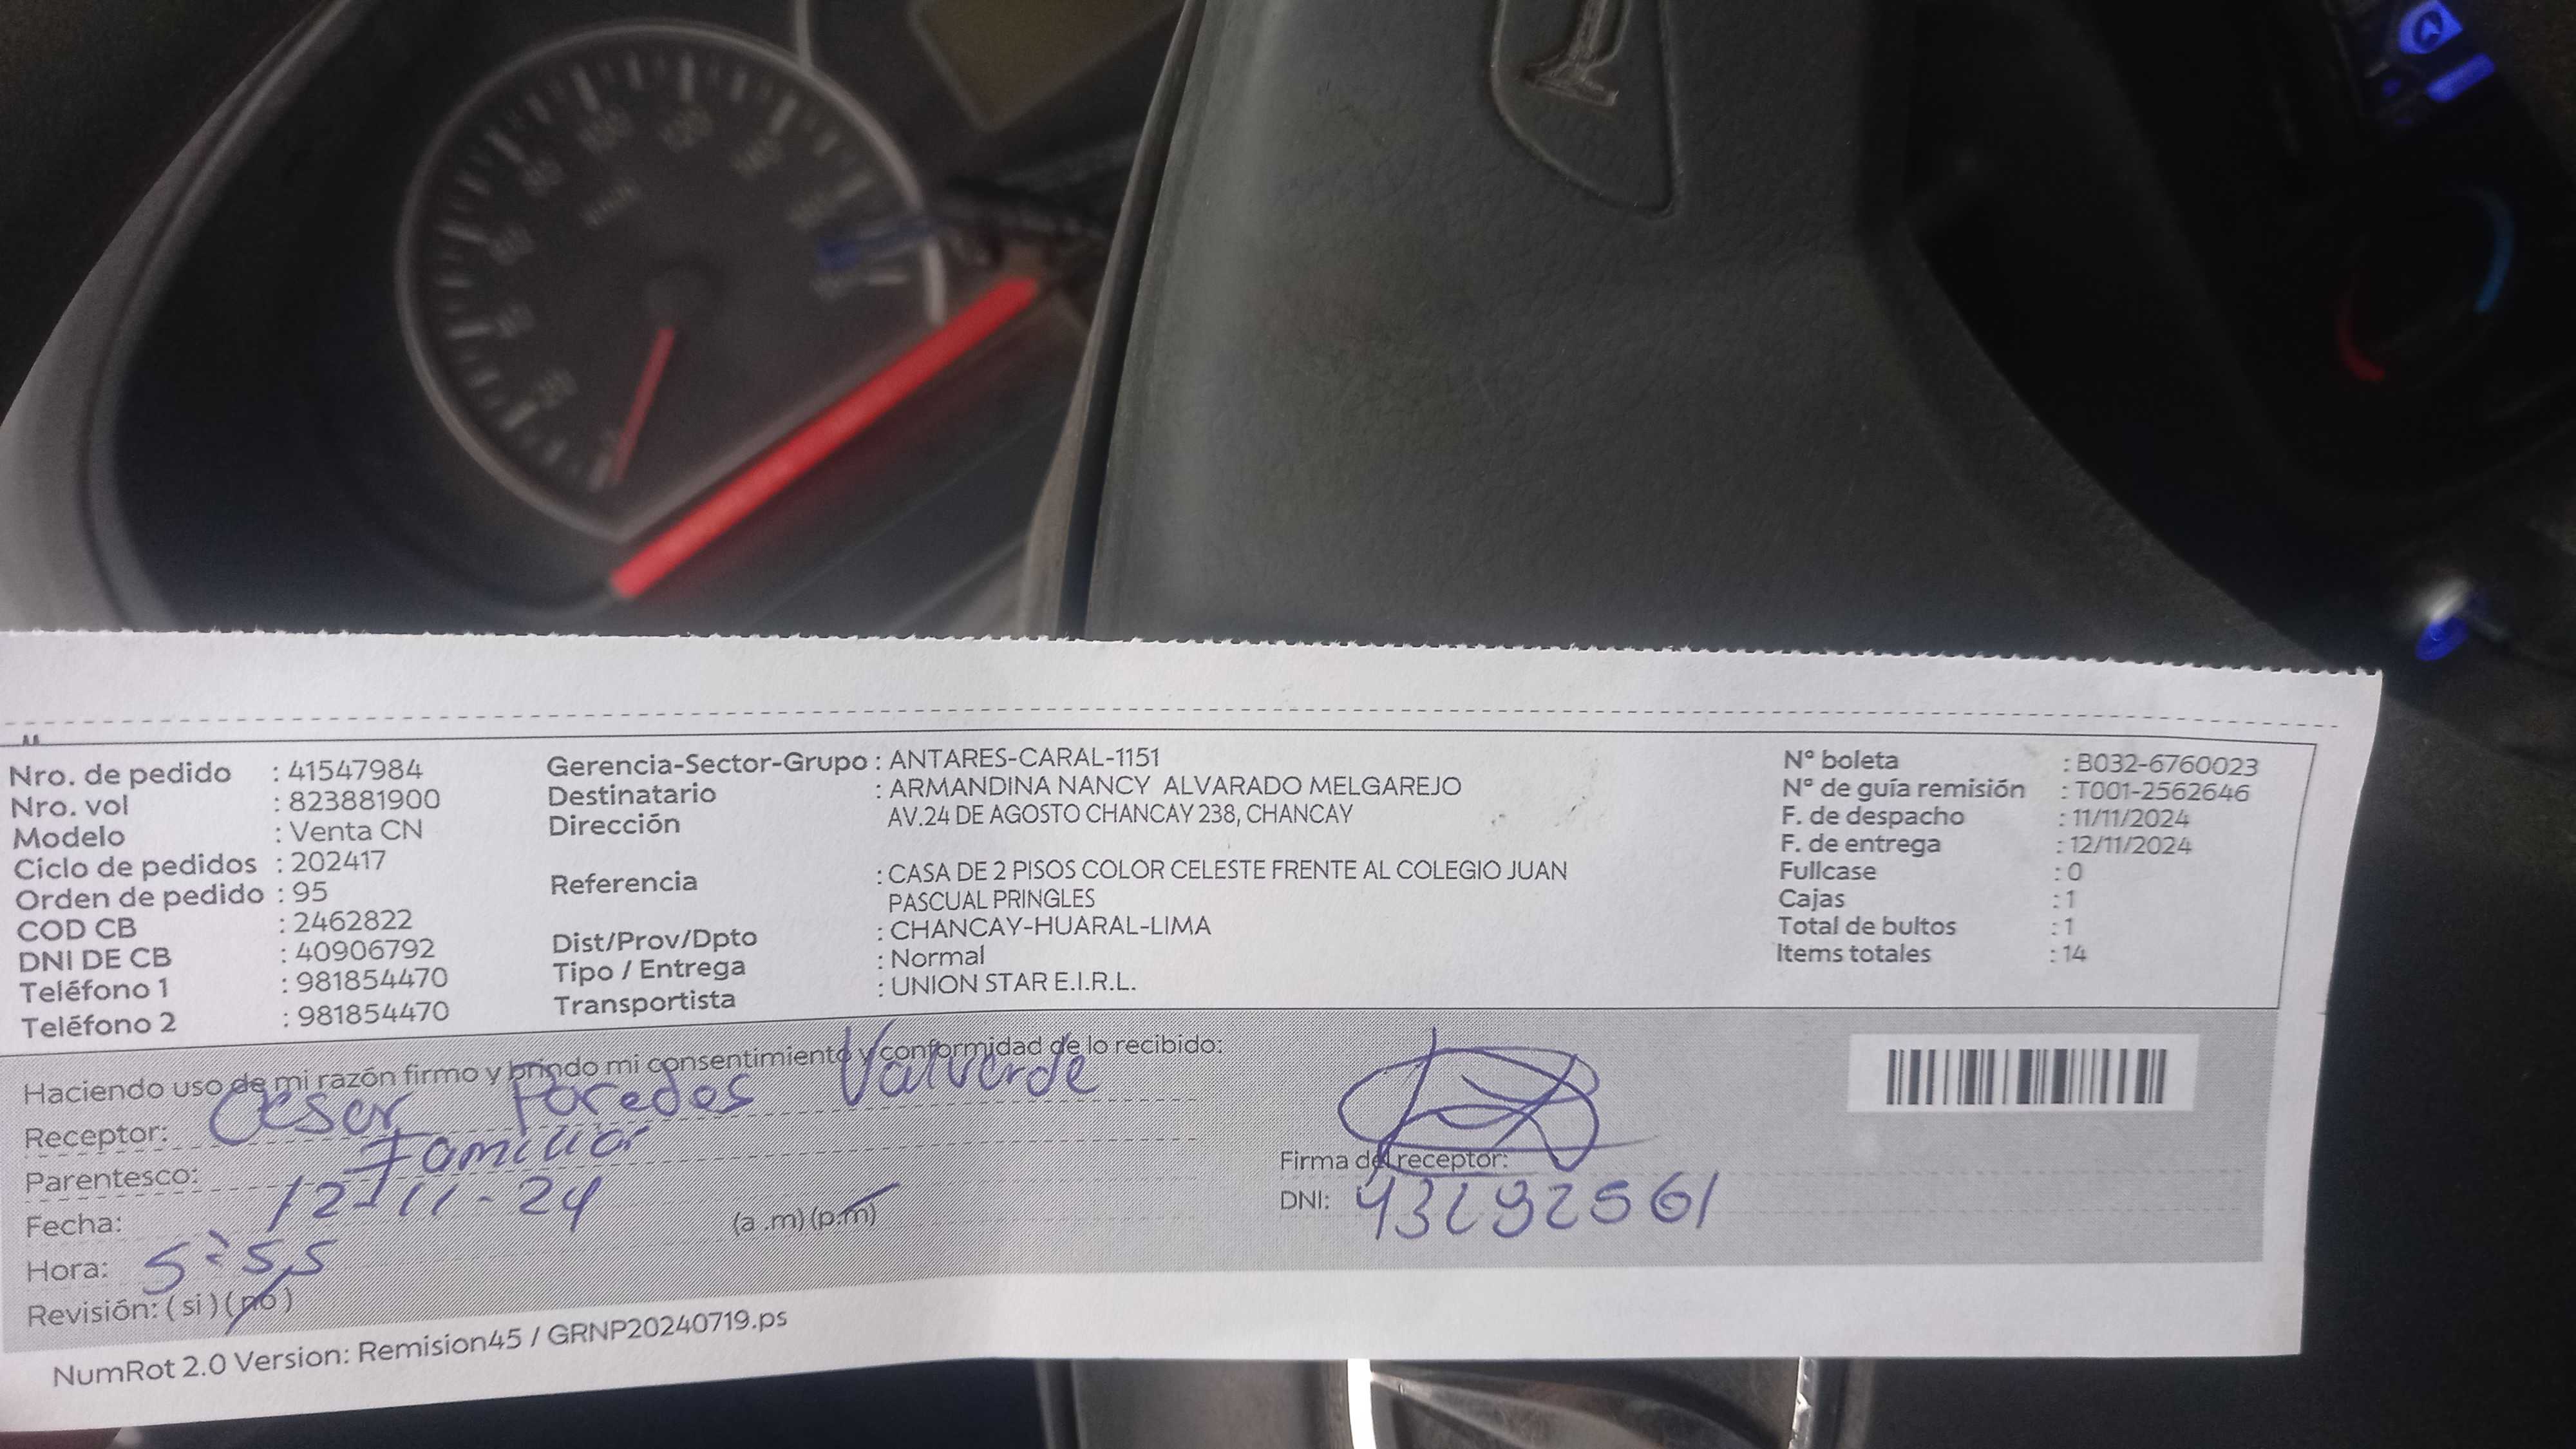 Nro. de pedido : 41547984
Nro. vol : 823881900
Modelo : Venta CN
Ciclo de pedidos : 202417
Orden de pedido : 95
COD CB : 2462822
DNI DE CB : 40906792
Teléfono 1 : 981854470
Teléfono 2 : 981854470
Gerencia-Sector-Grupo : ANTARES-CARAL-1151
Destinatario : ARMANDINA NANCY ALVARADO MELGAREJO
Dirección AV.24 DE AGOSTO CHANCAY 238, CHANCAY
Referencia : CASA DE 2 PISOS COLOR CELESTE FRENTE AL COLEGIO JUAN
PASCUAL PRINGLES
Dist/Prov/Dpto : CHANCAY-HUARAL-LIMA
Tipo / Entrega : Normal
Transportista : UNION STAR E.I.R.L.
N° boleta : B032-6760023
N° de guía remisión : T001-2562646
F. de despacho : 11/11/2024
F. de entrega : 12/11/2024
Fullcase : 0
Cajas : 1
Total de bultos : 1
Items totales : 14
Haciendo uso de mi razón firmo y brindo mi consentimiento y conformidad de lo recibido:
Receptor: Cesar Paredes Valverde
Parentesco: Familiar
Fecha: 12-11-24
(a .m) (p.m)
Hora: 5:55
Revisión: ( si ) ( no )
Firma del receptor:
DNI: 43292561
NumRot 2.0 Version: Remision45 / GRNP20240719.ps